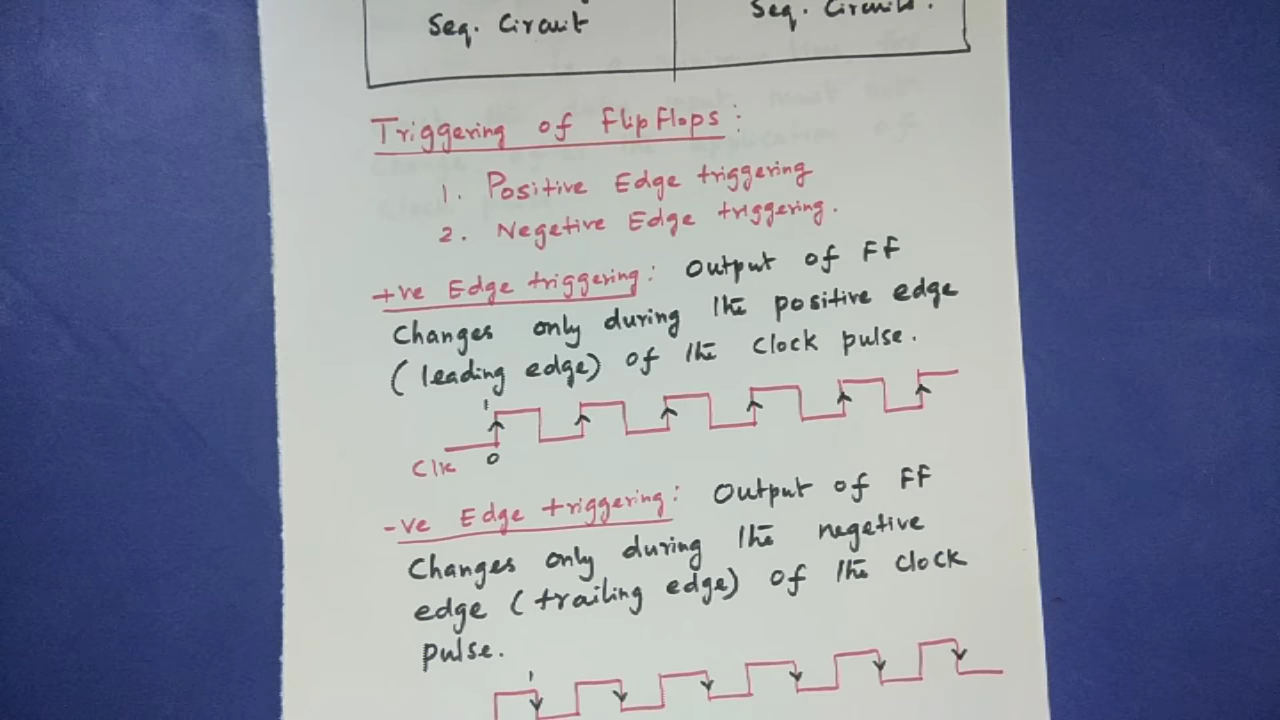 Seq. Circuit
Seq. Circuits.
Triggering of FlipFlops:
1. Positive Edge triggering
2. Negetive Edge triggering.
+ve Edge triggering: Output of FF
Changes only during the positive edge
(leading edge) of the Clock pulse.
1
Clk 0
-ve Edge triggering: Output of FF
Changes only during the negetive
edge (trailing edge) of the Clock
pulse.
1